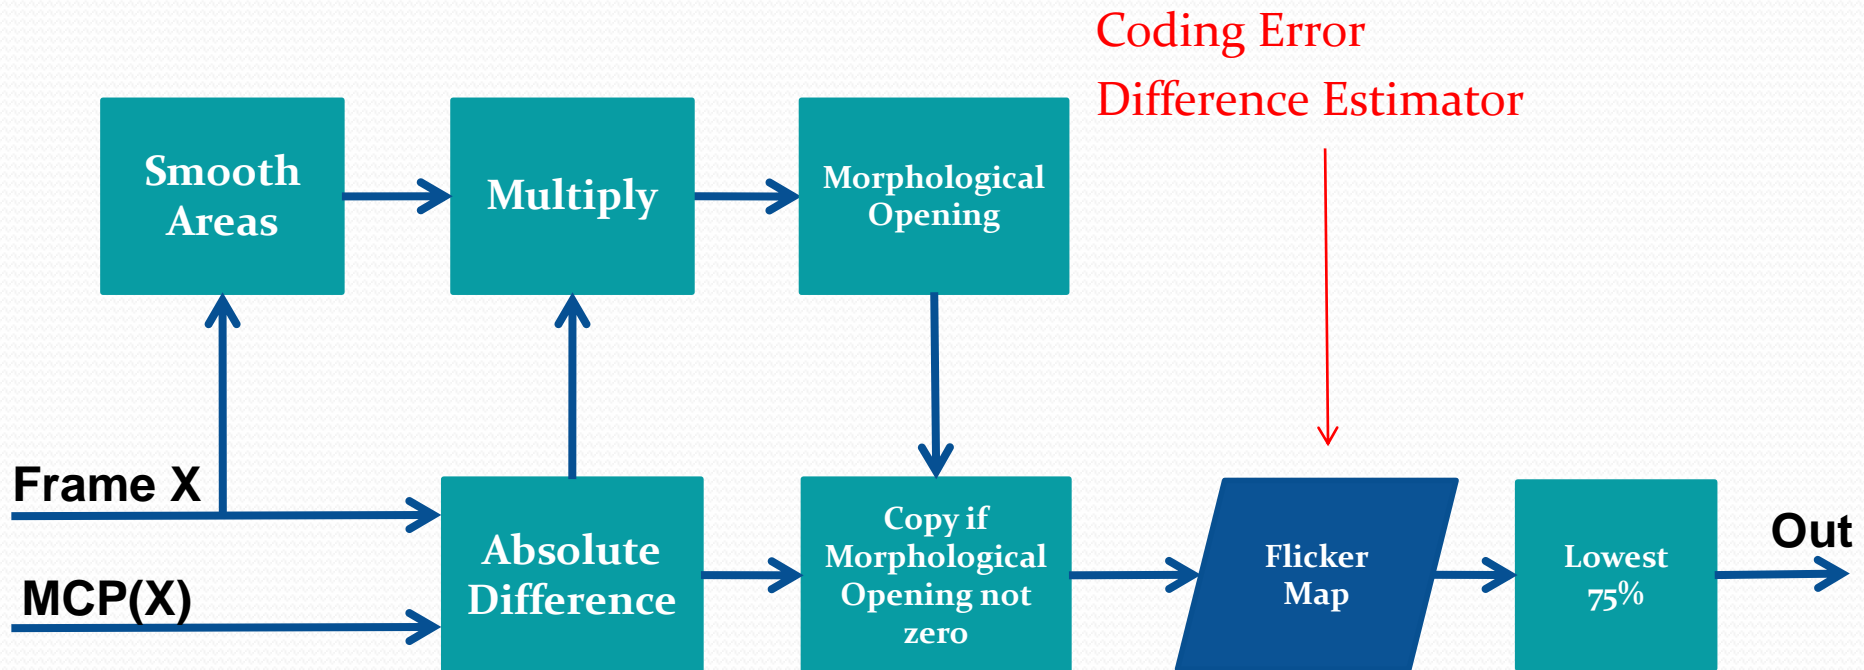 Coding Error
Difference Estimator
Smooth
Areas
Multiply
Morphological
Opening
Frame X
MCP(X)
Absolute
Difference
Copy if
Morphological
Opening not
zero
Flicker
Map
Lowest
75%
Out